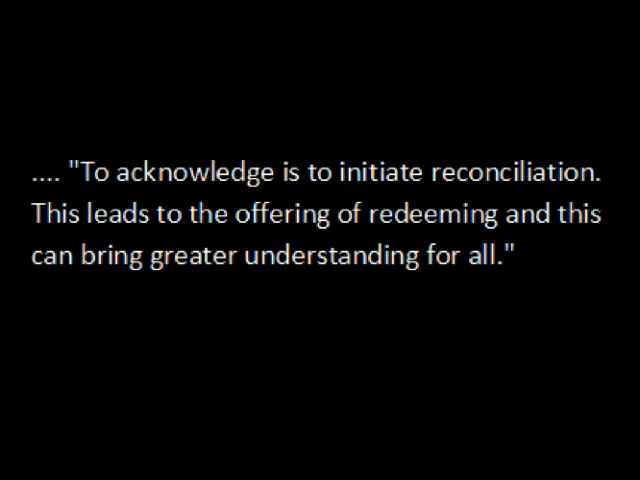 .... "To acknowledge is to initiate reconciliation.
This leads to the offering of redeeming and this
can bring greater understanding for all."